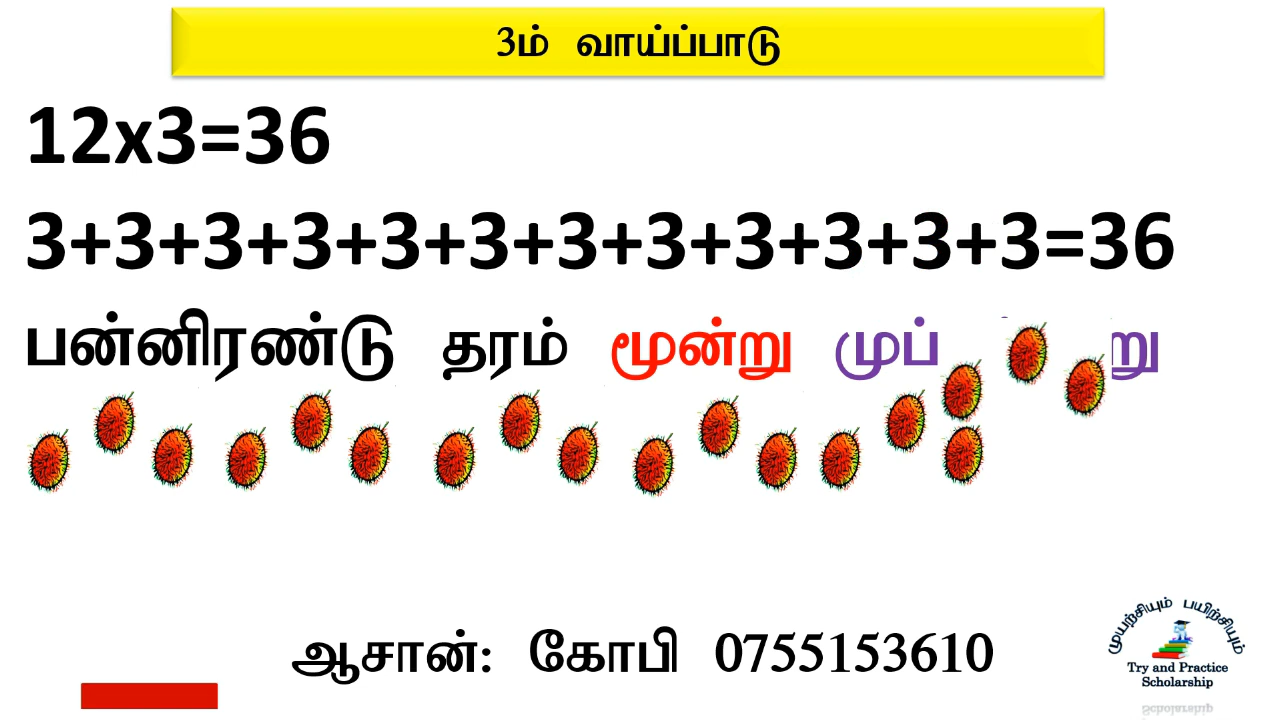 3ம் வாய்ப்பாடு
12x3=36
3+3+3+3+3+3+3+3+3+3+3+3=36
பன்னிரண்டு தரம் மூன்று
ஆசான்: கோபி 0755153610
முயற்சியும் பயிற்சியும்
Try and Practice
Scholarship